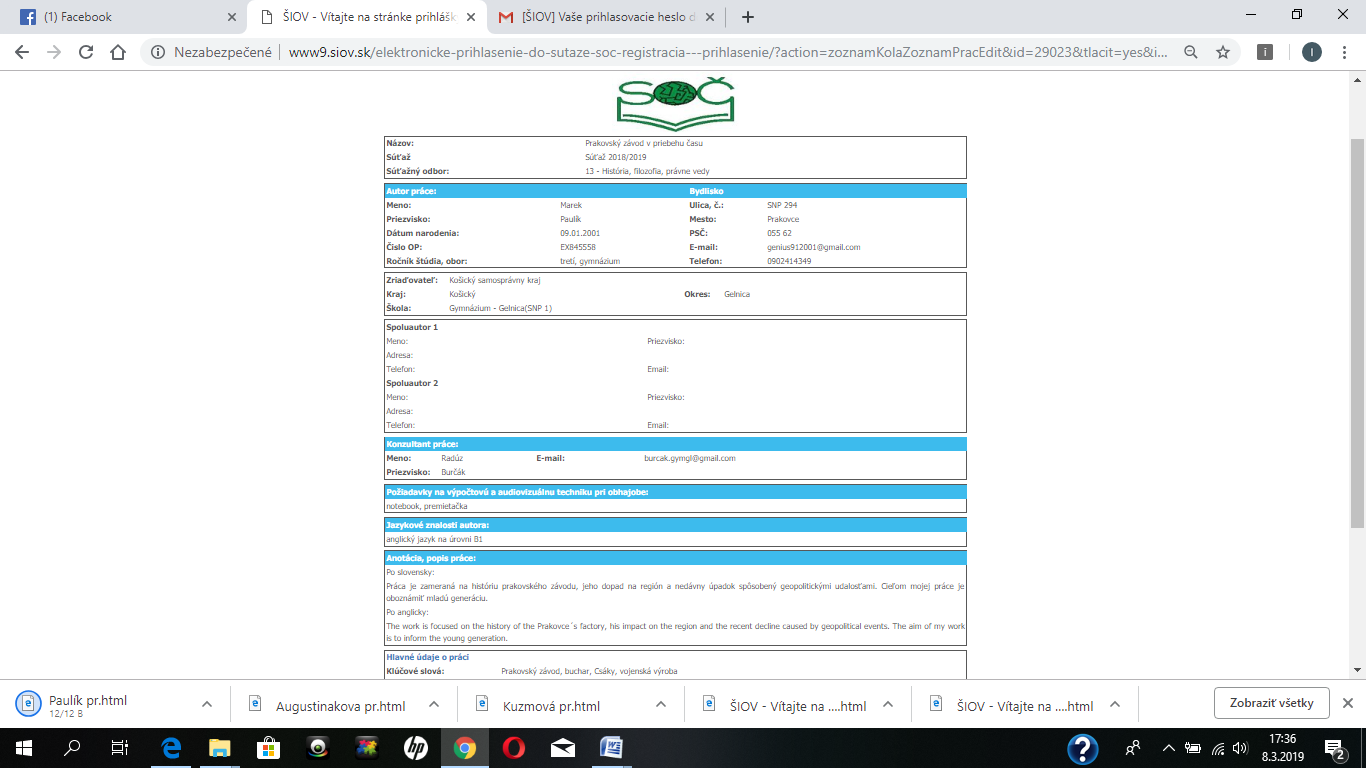 (1) Facebook
ŠIOV - Vítajte na stránke prihlášk
[ŠIOV] Vaše prihlasovacie heslo d
Nezabezpečené
www9.siov.sk/elektronicke-prihlasenie-do-sutaze-soc-registracia---prihlasenie/?action=zoznamKolaZoznamPracEdit&id=29023&tlacit=yes&i...
SOČ
Názov: Prakovský závod v priebehu času
Súťaž Súťaž 2018/2019
Súťažný odbor: 13 - História, filozofia, právne vedy
Autor práce: Bydlisko
Meno: Marek Ulica, č.: SNP 294
Priezvisko: Paulík Mesto: Prakovce
Dátum narodenia: 09.01.2001 PSČ: 055 62
Číslo OP: EX845558 E-mail: genius912001@gmail.com
Ročník štúdia, obor: tretí, gymnázium Telefon: 0902414349
Zriaďovateľ: Košický samosprávny kraj
Kraj: Košický Okres: Gelnica
Škola: Gymnázium - Gelnica(SNP 1)
Spoluautor 1
Meno: Priezvisko:
Adresa:
Telefon: Email:
Spoluautor 2
Meno: Priezvisko:
Adresa:
Telefon: Email:
Konzultant práce:
Meno: Radúz E-mail: burcak.gymgl@gmail.com
Priezvisko: Burčák
Požiadavky na výpočtovú a audiovizuálnu techniku pri obhajobe:
notebook, premietačka
Jazykové znalosti autora:
anglický jazyk na úrovni B1
Anotácia, popis práce:
Po slovensky:
Práca je zameraná na históriu prakovského závodu, jeho dopad na región a nedávny úpadok spôsobený geopolitickými udalosťami. Cieľom mojej práce je
oboznámiť mladú generáciu.
Po anglicky:
The work is focused on the history of the Prakovce´s factory, his impact on the region and the recent decline caused by geopolitical events. The aim of my work
is to inform the young generation.
Hlavné údaje o prácí
Kľúčové slová: Prakovský závod, buchar, Csáky, vojenská výroba
Paulík pr.html
12/12 B
Augustinakova pr.html
Kuzmová pr.html
ŠIOV - Vítajte na ....html
ŠIOV - Vítajte na ....html
Zobraziť všetky
17:36
8.3.2019
2